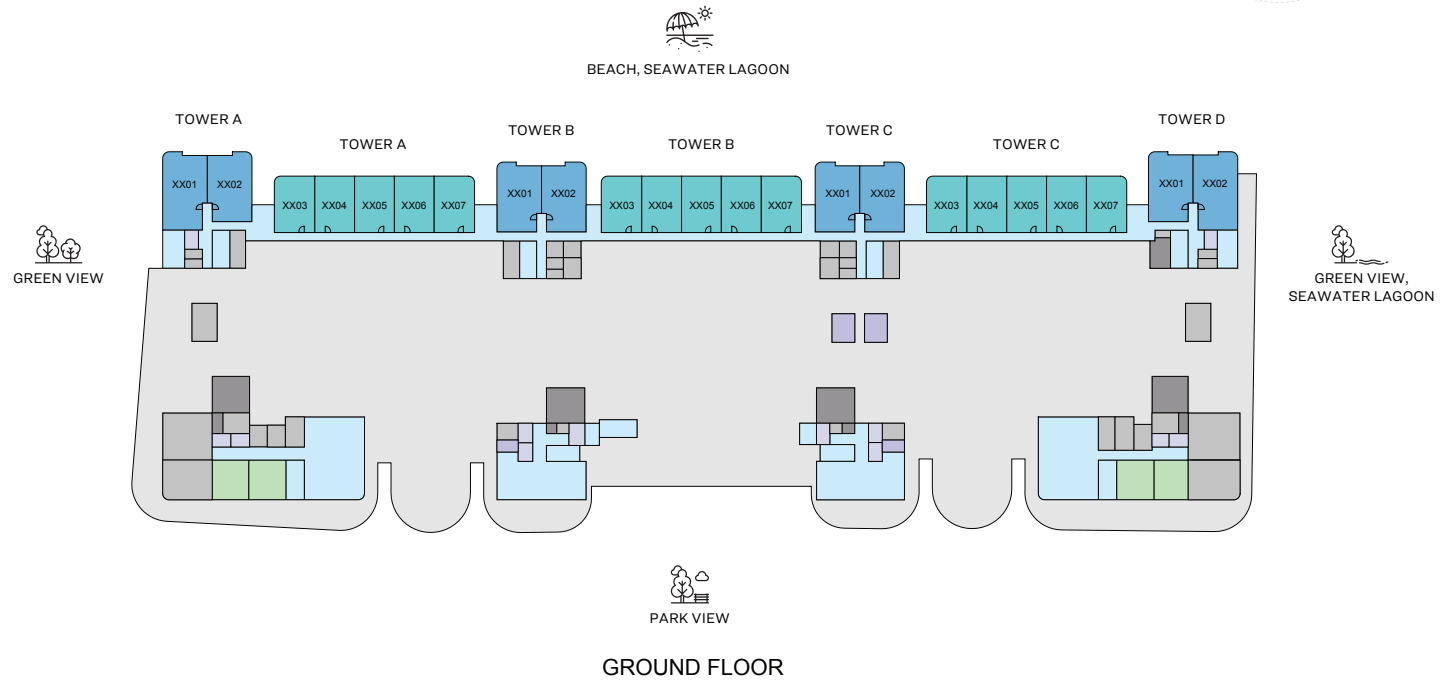 BEACH, SEAWATER LAGOON
TOWER A
TOWER A
TOWER B
TOWER B
TOWER C
TOWER C
TOWER D
XX01
XX02
XX03
XX04
XX05
XX06
XX07
XX01
XX02
XX03
XX04
XX05
XX06
XX07
XX01
XX02
XX03
XX04
XX05
XX06
XX07
XX01
XX02
GREEN VIEW
GREEN VIEW,
SEAWATER LAGOON
PARK VIEW
GROUND FLOOR